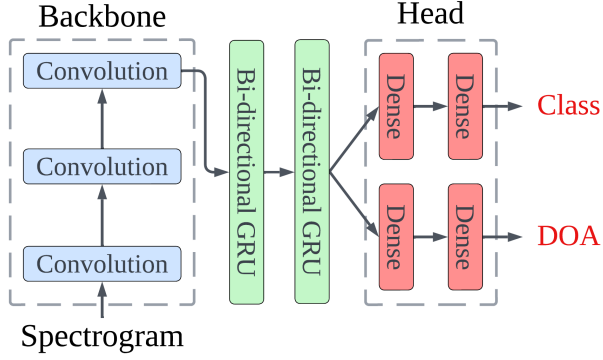 Backbone
Head
Convolution
Convolution
Convolution
Spectrogram
Bi-directional GRU
Bi-directional GRU
Dense
Dense
Class
Dense
Dense
DOA